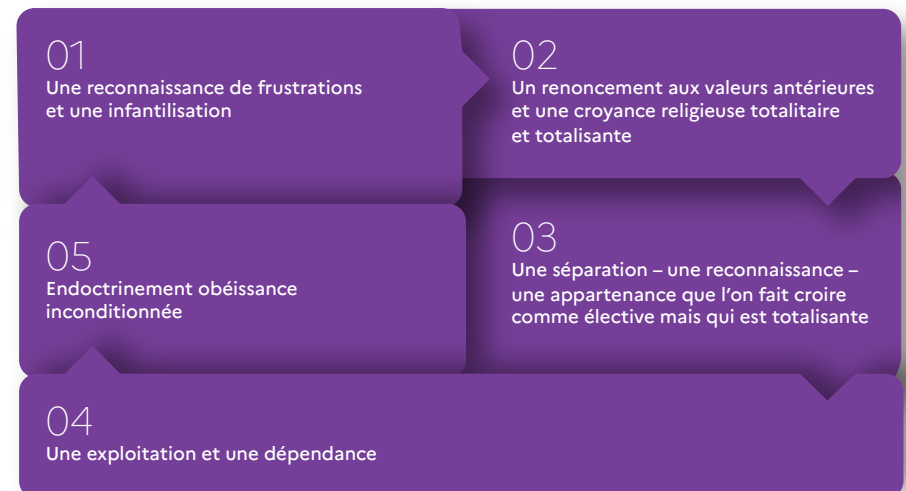 01
Une reconnaissance de frustrations
et une infantilisation
02
Un renoncement aux valeurs antérieures
et une croyance religieuse totalitaire
et totalisante
03
Une séparation – une reconnaissance –
une appartenance que l’on fait croire
comme élective mais qui est totalisante
05
Endoctrinement obéissance
inconditionnée
04
Une exploitation et une dépendance